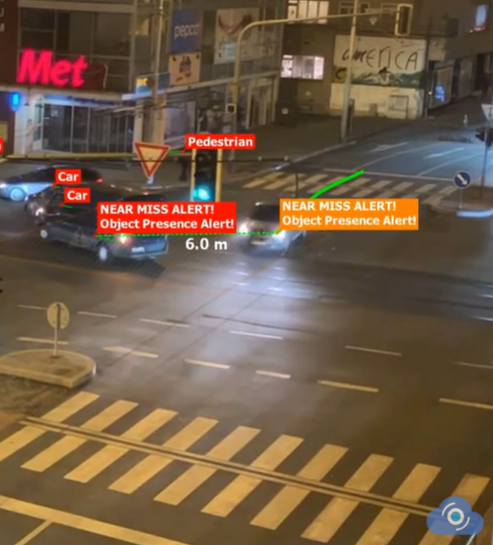 Met
pepco
AMERICA
Pedestrian
Car
Car
NEAR MISS ALERT!
Object Presence Alert!
NEAR MISS ALERT!
Object Presence Alert!
6.0 m